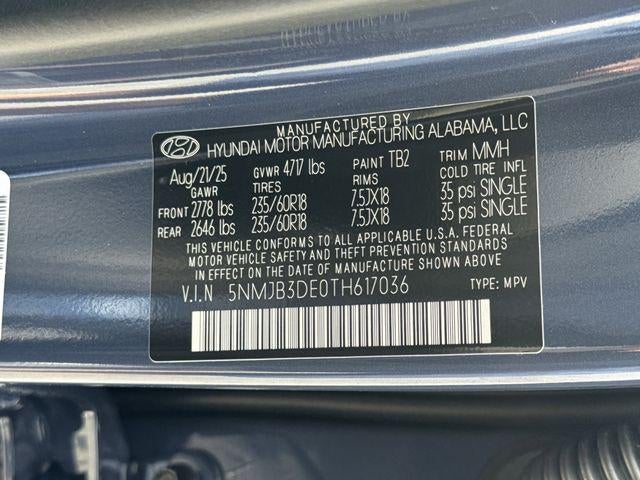 MANUFACTURED BY
HYUNDAI MOTOR MANUFACTURING ALABAMA, LLC
Aug/21/25 GVWR 4717 lbs PAINT TB2 TRIM MMH
GAWR TIRES RIMS COLD TIRE INFL
FRONT 2778 lbs 235/60R18 7.5JX18 35 psi SINGLE
REAR 2646 lbs 235/60R18 7.5JX18 35 psi SINGLE
THIS VEHICLE CONFORMS TO ALL APPLICABLE U.S.A. FEDERAL
MOTOR VEHICLE SAFETY AND THEFT PREVENTION STANDARDS
IN EFFECT ON THE DATE OF MANUFACTURE SHOWN ABOVE.
V.I.N 5NMJB3DE0TH617036
TYPE: MPV